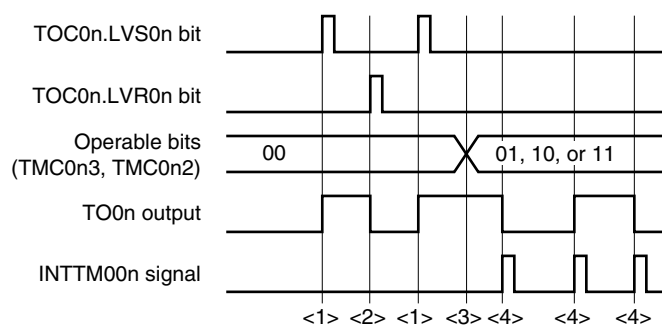 TOC0n.LVS0n bit
TOC0n.LVR0n bit
Operable bits
(TMC0n3, TMC0n2)
00
01, 10, or 11
TO0n output
INTTM00n signal
<1> <2> <1> <3> <4> <4> <4>